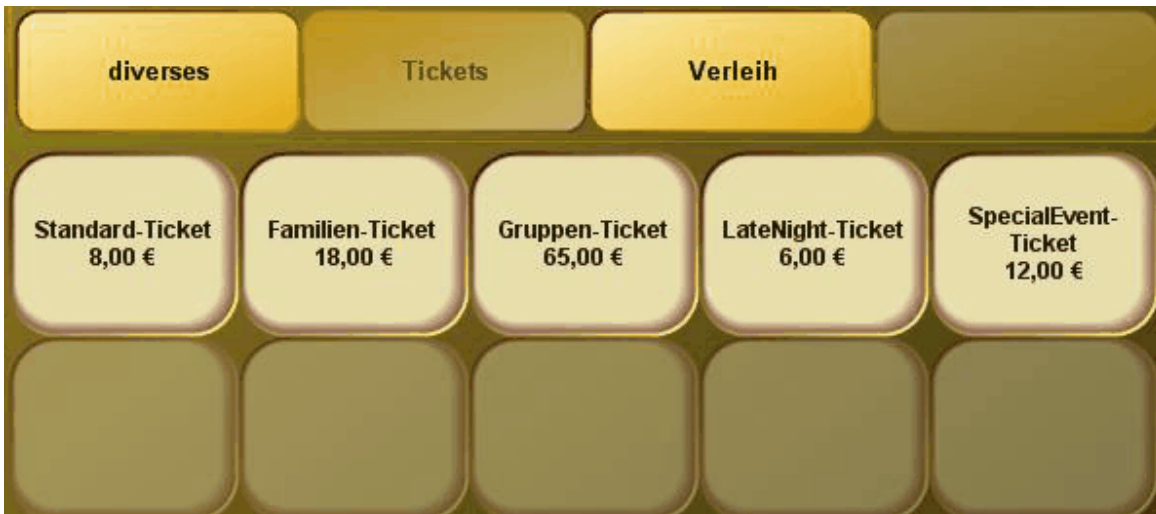 diverses
Tickets
Verleih
Standard-Ticket
8,00 €
Familien-Ticket
18,00 €
Gruppen-Ticket
65,00 €
LateNight-Ticket
6,00 €
SpecialEvent-
Ticket
12,00 €